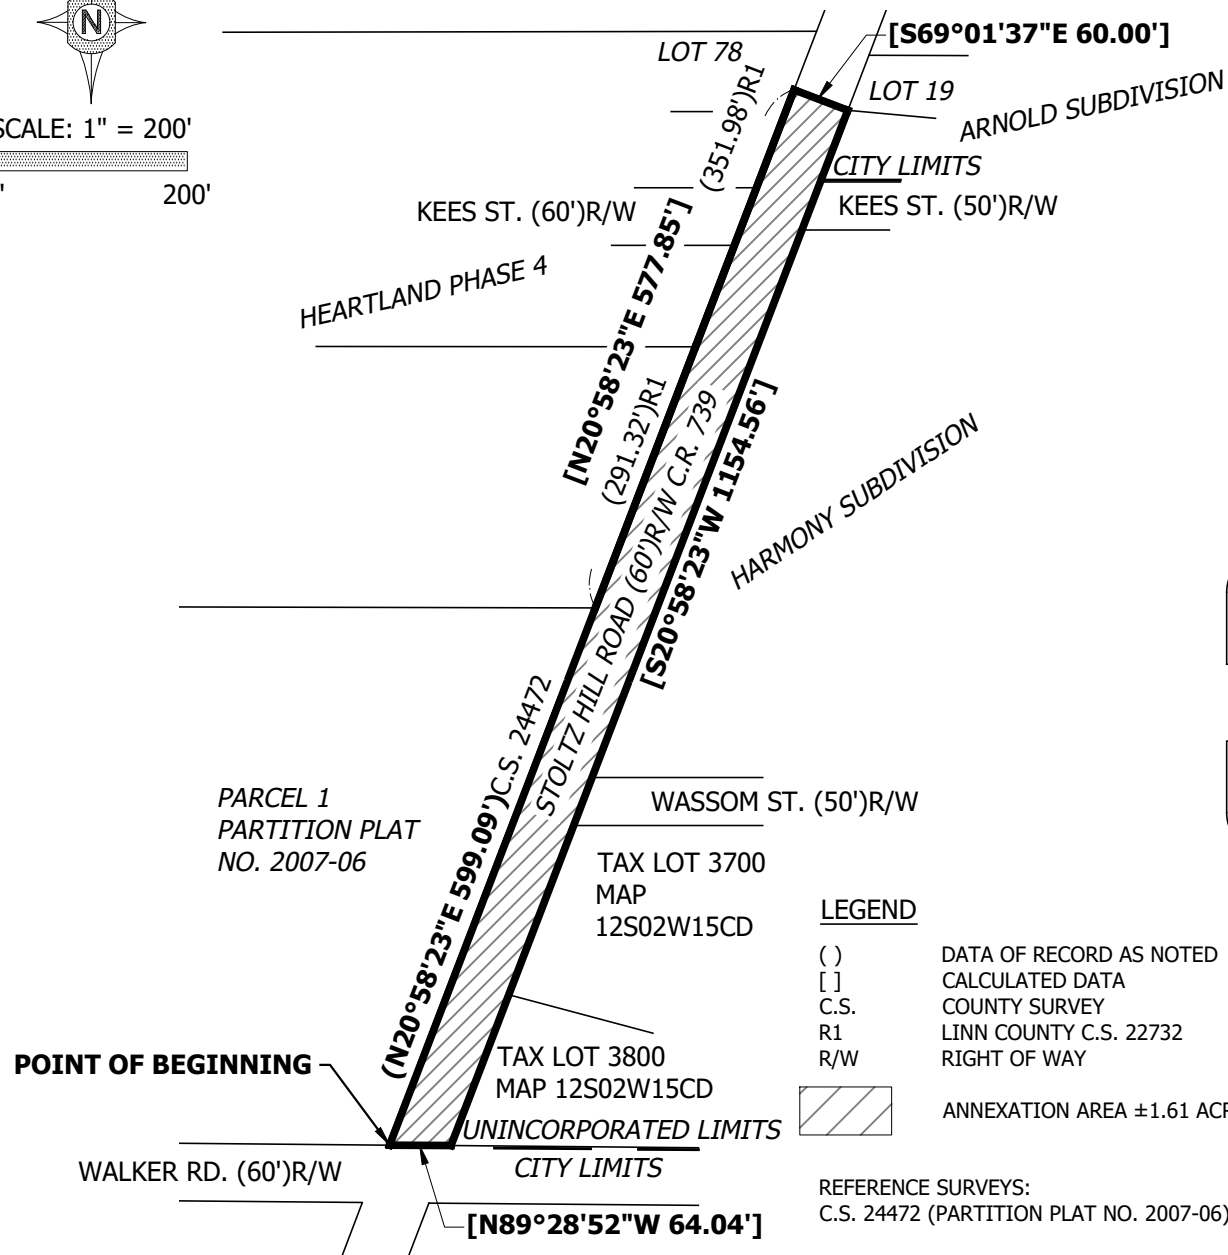 N
SCALE: 1" = 200'
' 200'
LOT 78
[S69°01'37"E 60.00']
LOT 19
ARNOLD SUBDIVISION
(351.98')R1
CITY LIMITS
KEES ST. (60')R/W
KEES ST. (50')R/W
[N20°58'23"E 577.85']
HEARTLAND PHASE 4
(291.32')R1
STOLTZ HILL ROAD (60')R/W C.R. 739
[S20°58'23"W 1154.56']
HARMONY SUBDIVISION
(N20°58'23"E 599.09')C.S. 24472
PARCEL 1
PARTITION PLAT
NO. 2007-06
WASSOM ST. (50')R/W
TAX LOT 3700
MAP
12S02W15CD
LEGEND
( ) DATA OF RECORD AS NOTED
[ ] CALCULATED DATA
C.S. COUNTY SURVEY
R1 LINN COUNTY C.S. 22732
R/W RIGHT OF WAY
ANNEXATION AREA ±1.61 ACR
POINT OF BEGINNING
TAX LOT 3800
MAP 12S02W15CD
UNINCORPORATED LIMITS
CITY LIMITS
WALKER RD. (60')R/W
[N89°28'52"W 64.04']
REFERENCE SURVEYS:
C.S. 24472 (PARTITION PLAT NO. 2007-06)